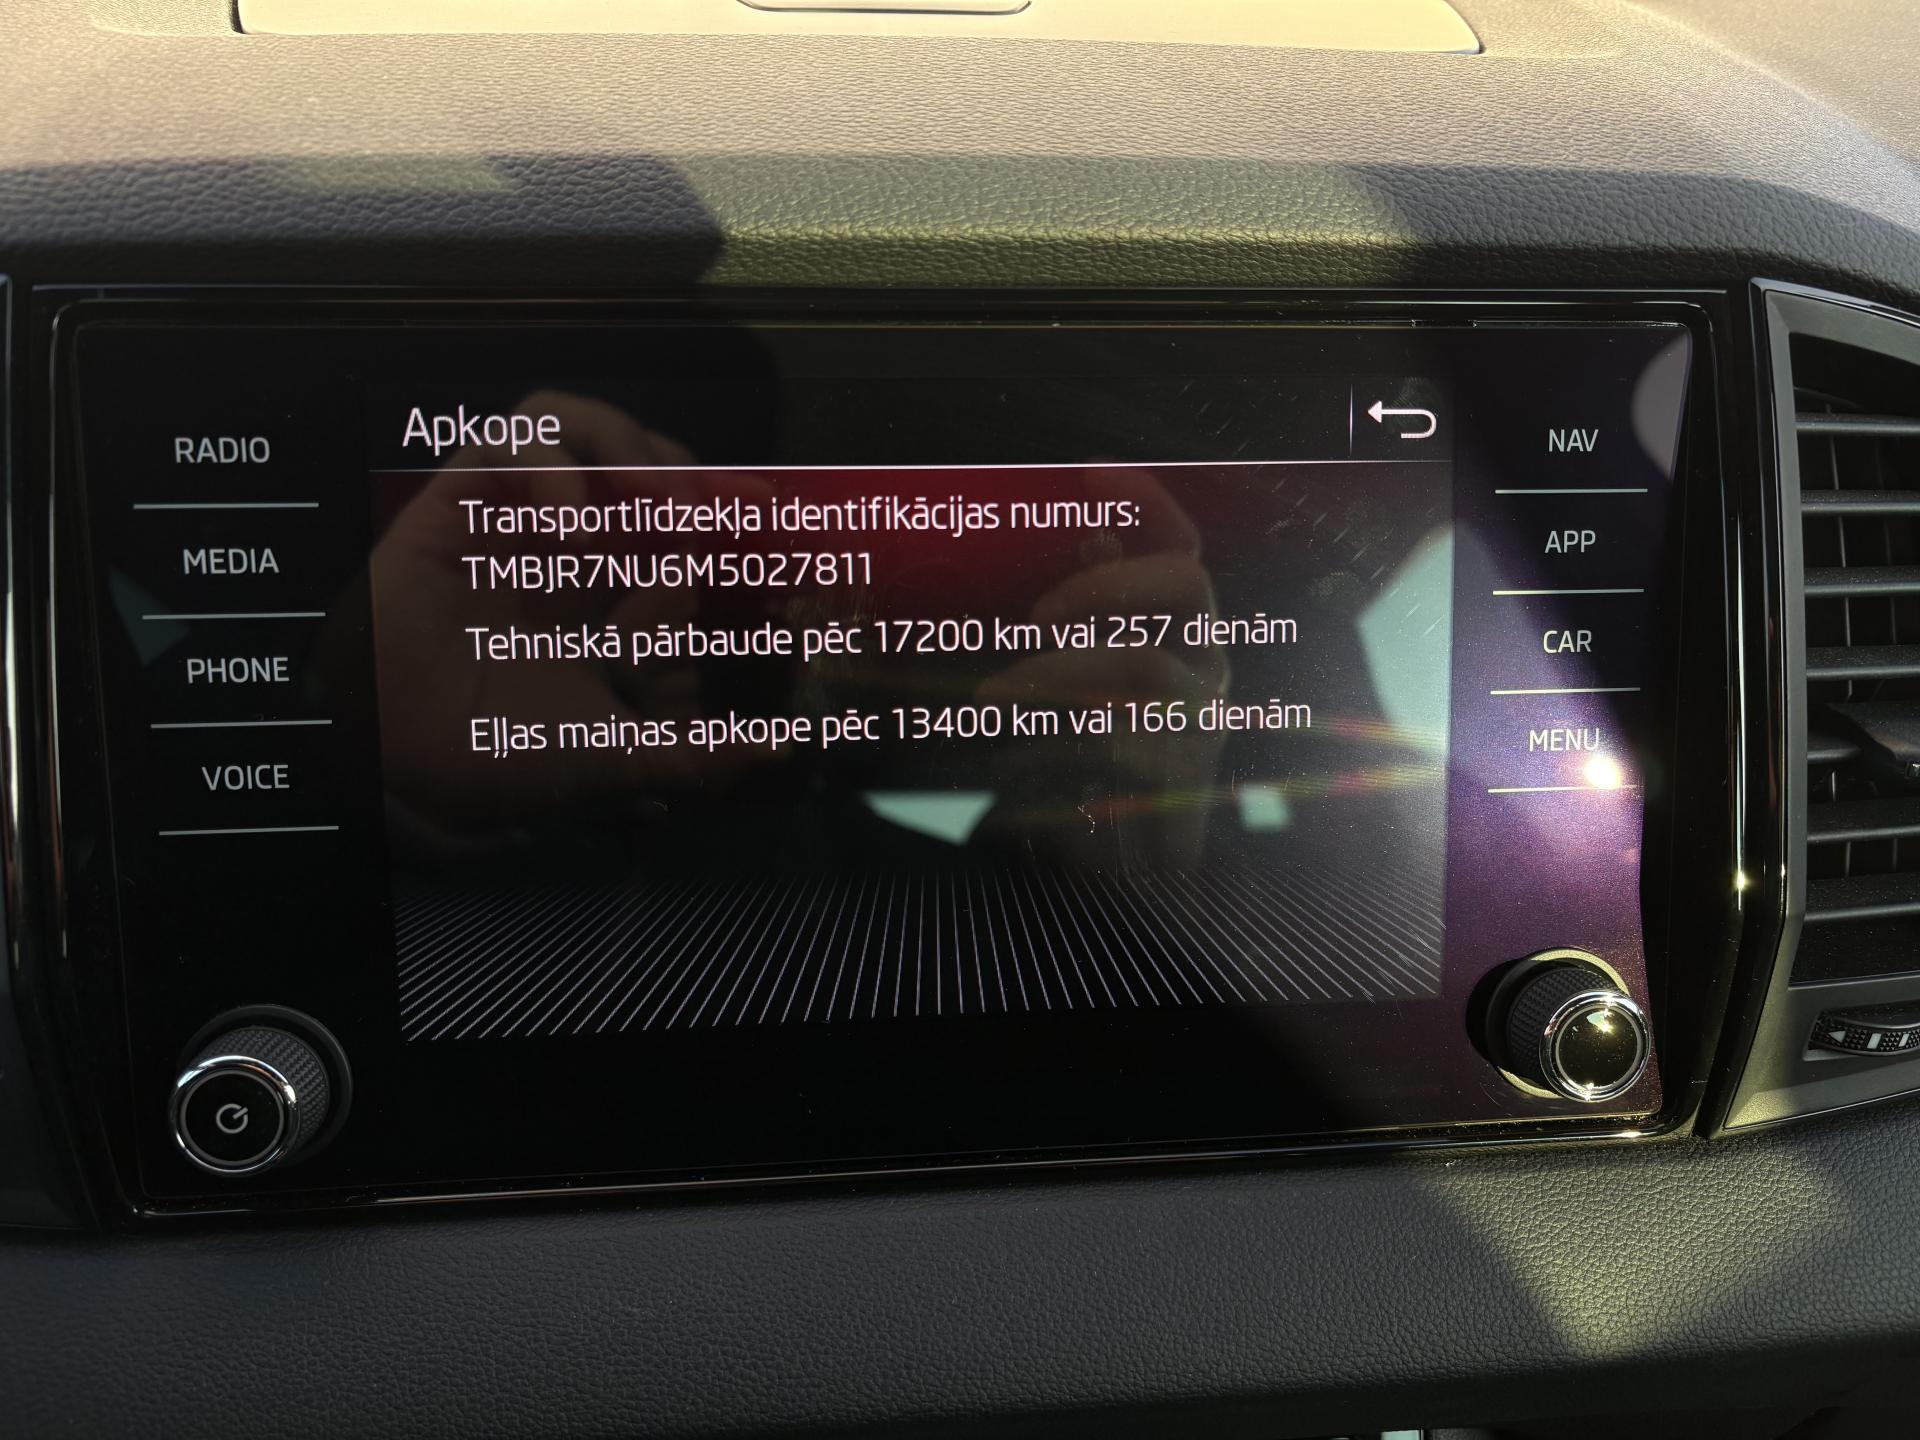 Apkope
RADIO
MEDIA
PHONE
VOICE
Transportlīdzekļa identifikācijas numurs:
TMBJR7NU6M5027811
Tehniskā pārbaude pēc 17200 km vai 257 dienām
Eļļas maiņas apkope pēc 13400 km vai 166 dienām
NAV
APP
CAR
MENU